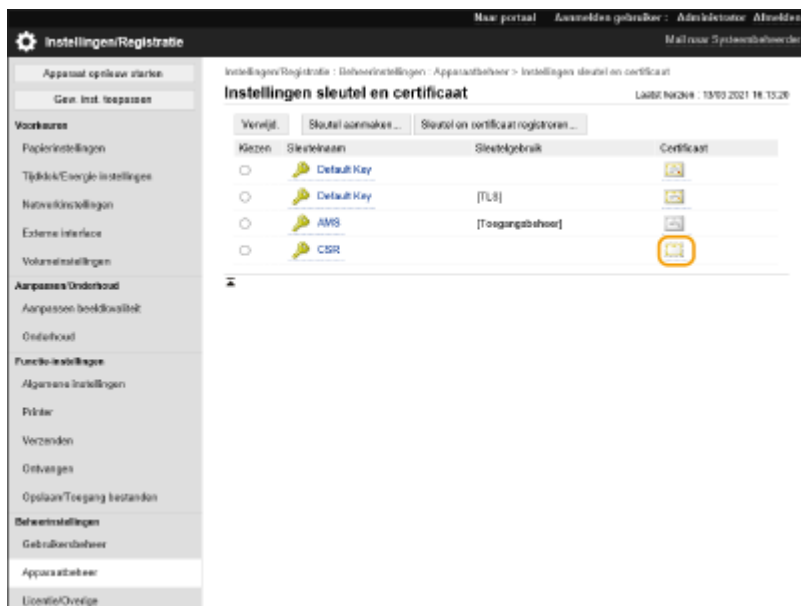 Naar portaal Aanmelden gebruiker : Administrator Afmelden
Instellingen/Registratie
Mail naar Systeembeheerder
Apparaat opnieuw starten
Gew. inst. toepassen
Voorkeuren
Papierinstellingen
Tijdklok/Energie instellingen
Netwerkinstellingen
Externe interface
Volumeinstellingen
Aanpassen/Onderhoud
Aanpassen beeldkwaliteit
Onderhoud
Functie-instellingen
Algemene instellingen
Printer
Verzenden
Ontvangen
Opslaan/Toegang bestanden
Beheerinstellingen
Gebruikersbeheer
Apparaatbeheer
Licentie/Overige
Instellingen/Registratie : Beheerinstellingen : Apparaatbeheer > Instellingen sleutel en certificaat
Instellingen sleutel en certificaat
Laatst herzien : 13/03 2021 16:13:20
Verwijd.
Sleutel aanmaken...
Sleutel en certificaat registreren...
Kiezen Sleutelnaam Sleutelgebruik Certificaat
Default Key
Default Key [TLS]
AMS [Toegangsbeheer]
CSR